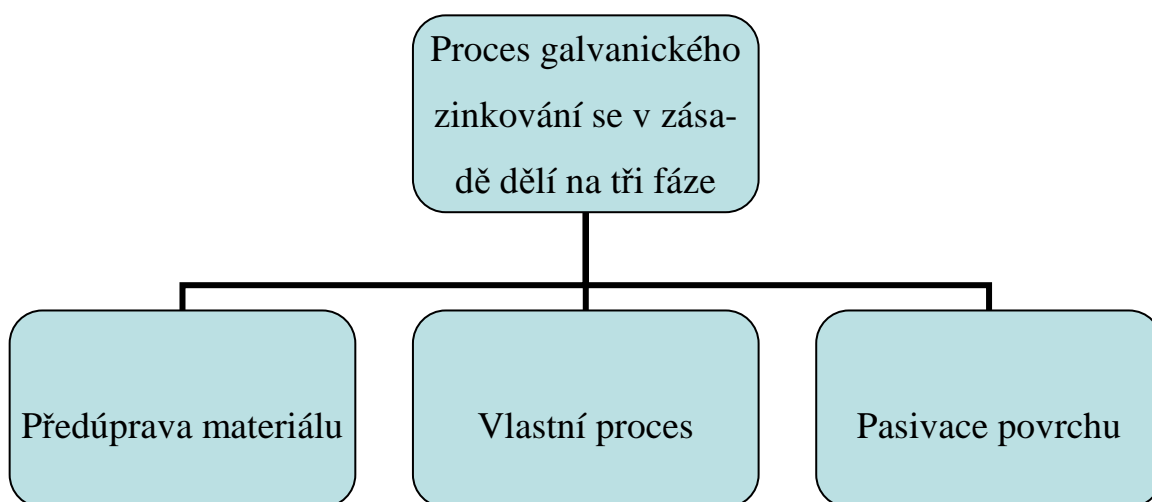 Proces galvanického
zinkování se v zása-
dě dělí na tři fáze
Předúprava materiálu
Vlastní proces
Pasivace povrchu